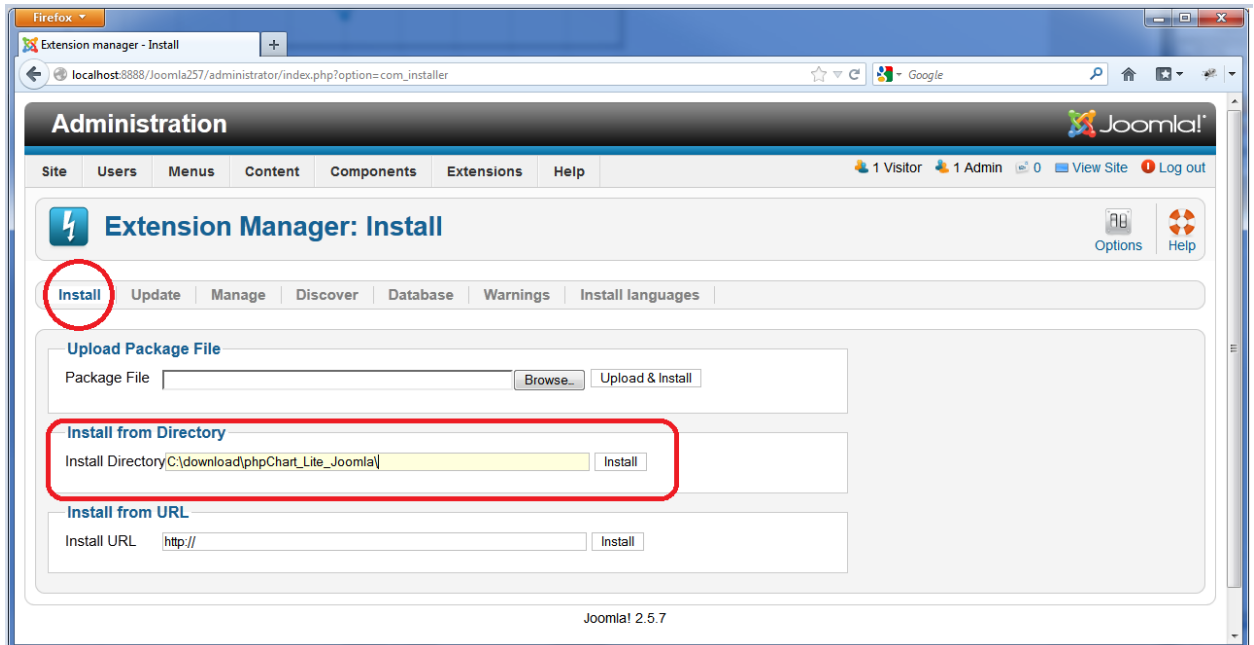 Firefox
Extension manager - Install
localhost:8888/Joomla257/administrator/index.php?option=com_installer
Google
Administration
Joomla!
Site Users Menus Content Components Extensions Help
1 Visitor 1 Admin 0 View Site Log out
Extension Manager: Install
Options Help
Install Update Manage Discover Database Warnings Install languages
Upload Package File
Package File Browse... Upload & Install
Install from Directory
Install Directory C:\download\phpChart_Lite_Joomla\ Install
Install from URL
Install URL http:// Install
Joomla! 2.5.7